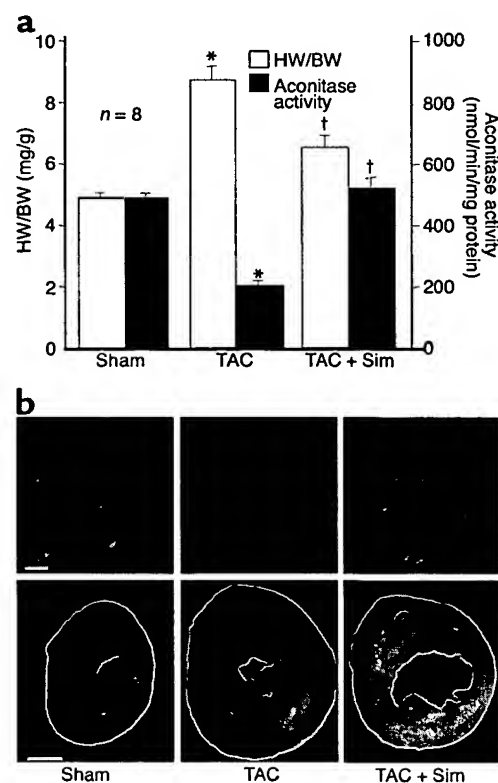 a
10
8
6
4
2
0
HW/BW (mg/g)
n = 8
*
*
†
†
HW/BW
Aconitase
activity
1000
800
600
400
200
0
Aconitase activity
(nmol/min/mg protein)
Sham
TAC
TAC + Sim
b
Sham
TAC
TAC + Sim